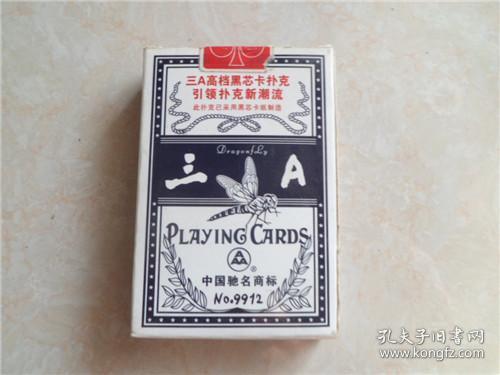 三A高档黑芯卡扑克
引领扑克新潮流
此扑克已采用黑芯卡纸制造
DragonfLy
三 A
PLAYING CARDS
AAA ®
中国驰名商标
No.9912
孔夫子旧书网
www.kongfz.com